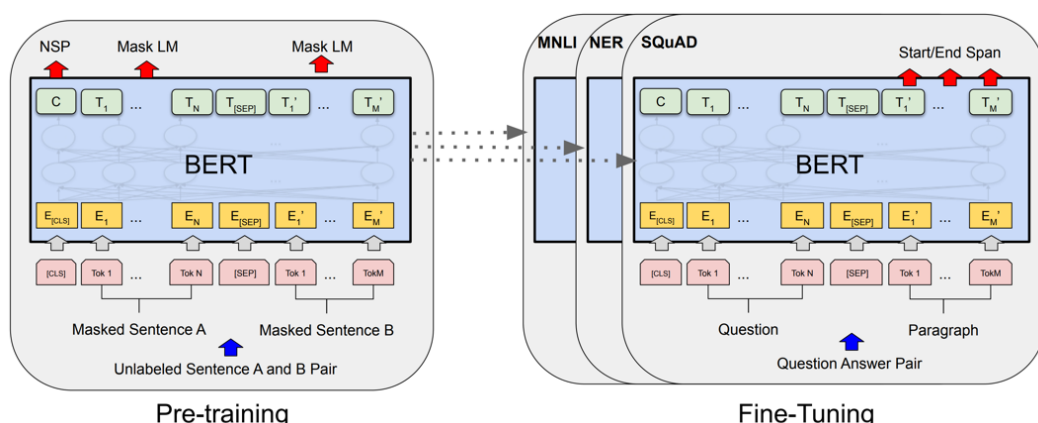 NSP Mask LM Mask LM
C T1 ... TN T[SEP] T1' ... TM'
BERT
E[CLS] E1 ... EN E[SEP] E1' ... EM'
[CLS] Tok 1 ... Tok N [SEP] Tok 1 ... TokM
Masked Sentence A Masked Sentence B
Unlabeled Sentence A and B Pair
Pre-training
MNLI NER SQuAD
Start/End Span
C T1 ... TN T[SEP] T1' ... TM'
BERT
E[CLS] E1 ... EN E[SEP] E1' ... EM'
[CLS] Tok 1 ... Tok N [SEP] Tok 1 ... TokM
Question Paragraph
Question Answer Pair
Fine-Tuning